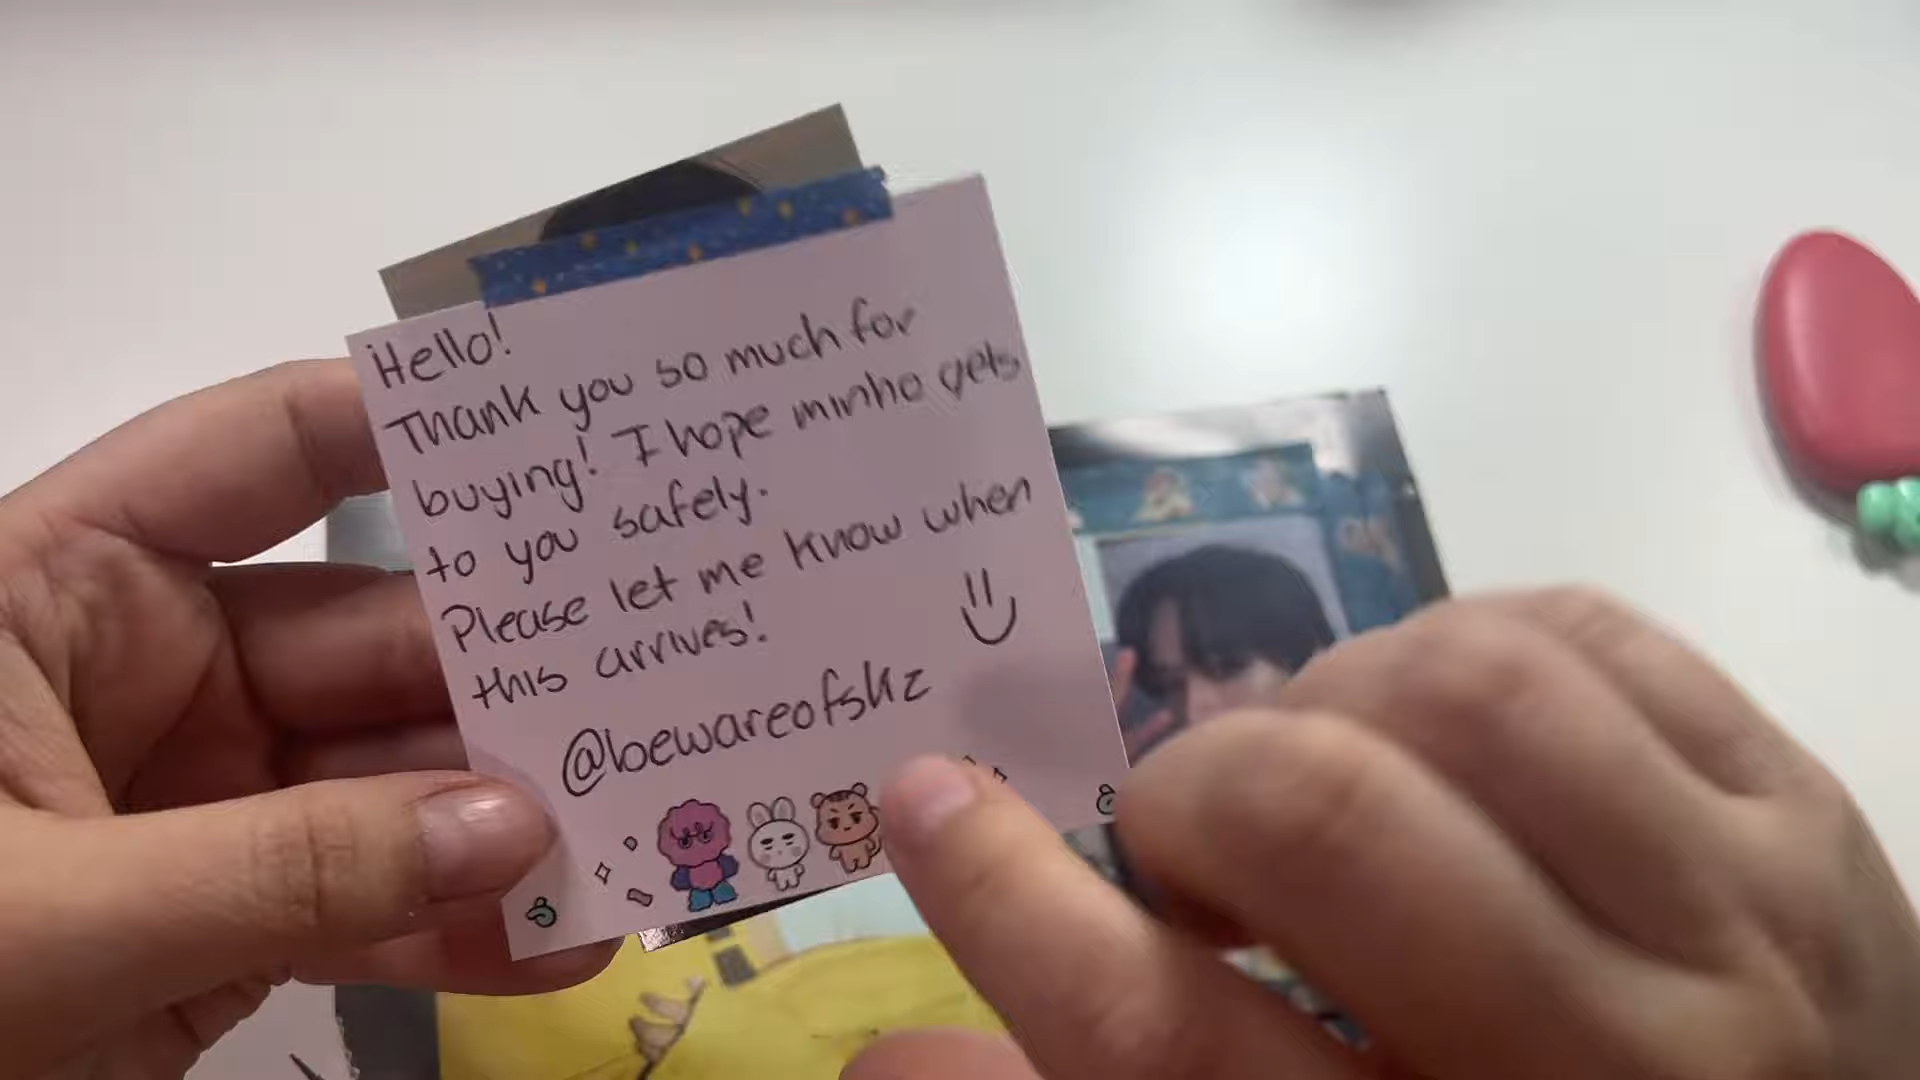 Hello!
Thank you so much for
buying! I hope minho gets
to you safely.
Please let me know when
this arrives!
@bewareofskz